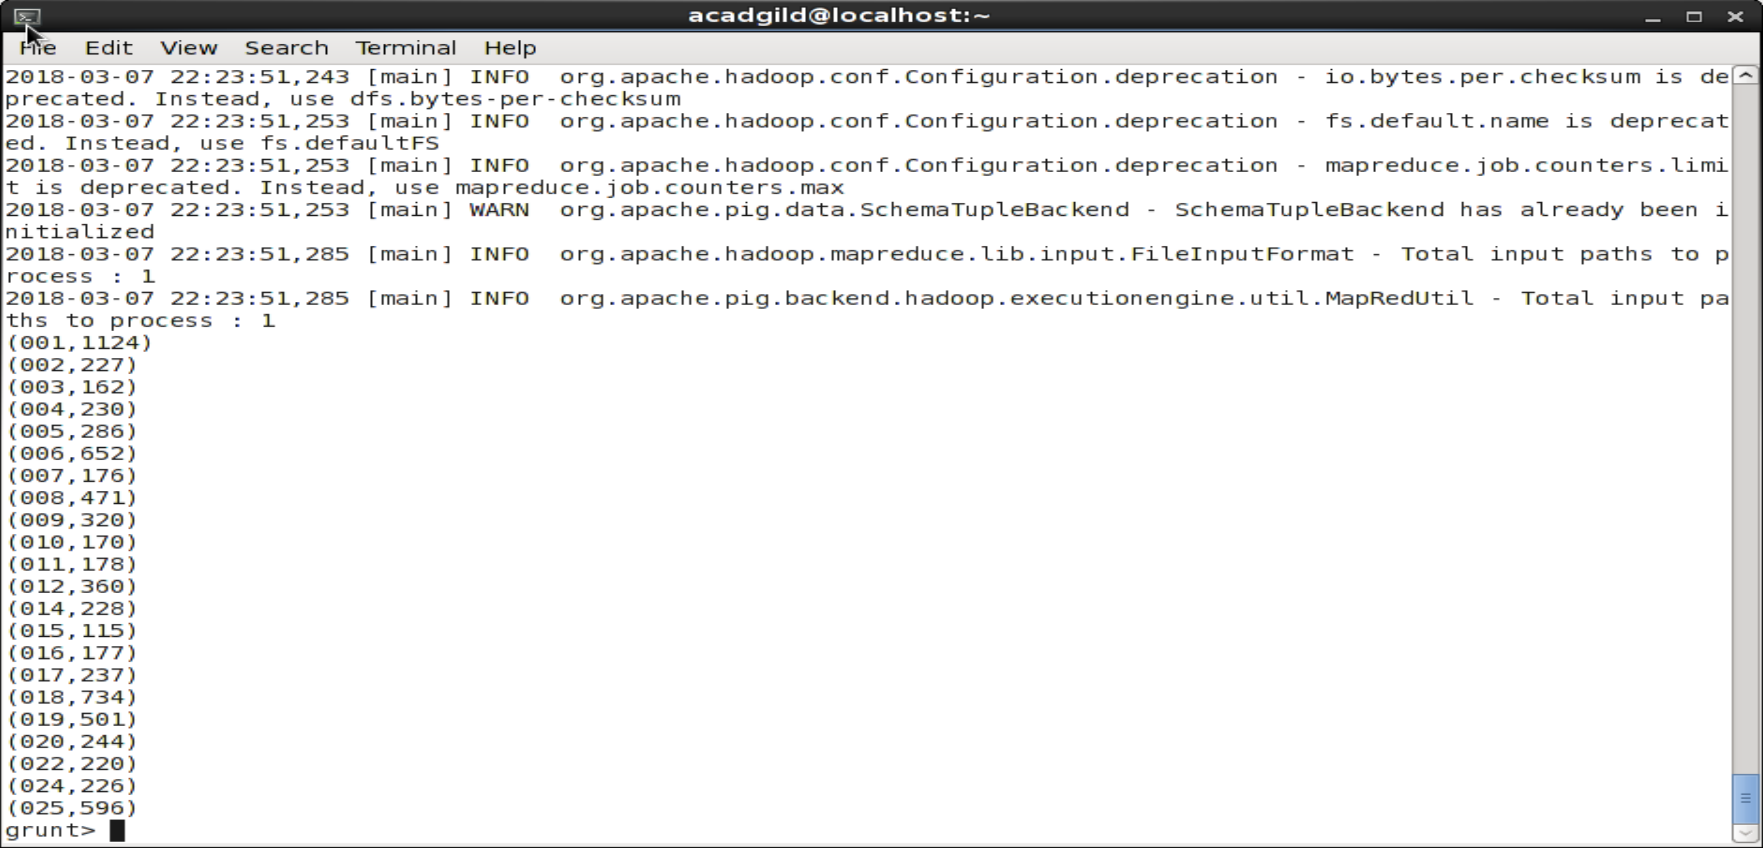 acadgild@localhost:~
File Edit View Search Terminal Help
2018-03-07 22:23:51,243 [main] INFO  org.apache.hadoop.conf.Configuration.deprecation - io.bytes.per.checksum is de
precated. Instead, use dfs.bytes-per-checksum
2018-03-07 22:23:51,253 [main] INFO  org.apache.hadoop.conf.Configuration.deprecation - fs.default.name is deprecat
ed. Instead, use fs.defaultFS
2018-03-07 22:23:51,253 [main] INFO  org.apache.hadoop.conf.Configuration.deprecation - mapreduce.job.counters.limi
t is deprecated. Instead, use mapreduce.job.counters.max
2018-03-07 22:23:51,253 [main] WARN  org.apache.pig.data.SchemaTupleBackend - SchemaTupleBackend has already been i
nitialized
2018-03-07 22:23:51,285 [main] INFO  org.apache.hadoop.mapreduce.lib.input.FileInputFormat - Total input paths to p
rocess : 1
2018-03-07 22:23:51,285 [main] INFO  org.apache.pig.backend.hadoop.executionengine.util.MapRedUtil - Total input pa
ths to process : 1
(001,1124)
(002,227)
(003,162)
(004,230)
(005,286)
(006,652)
(007,176)
(008,471)
(009,320)
(010,170)
(011,178)
(012,360)
(014,228)
(015,115)
(016,177)
(017,237)
(018,734)
(019,501)
(020,244)
(022,220)
(024,226)
(025,596)
grunt>